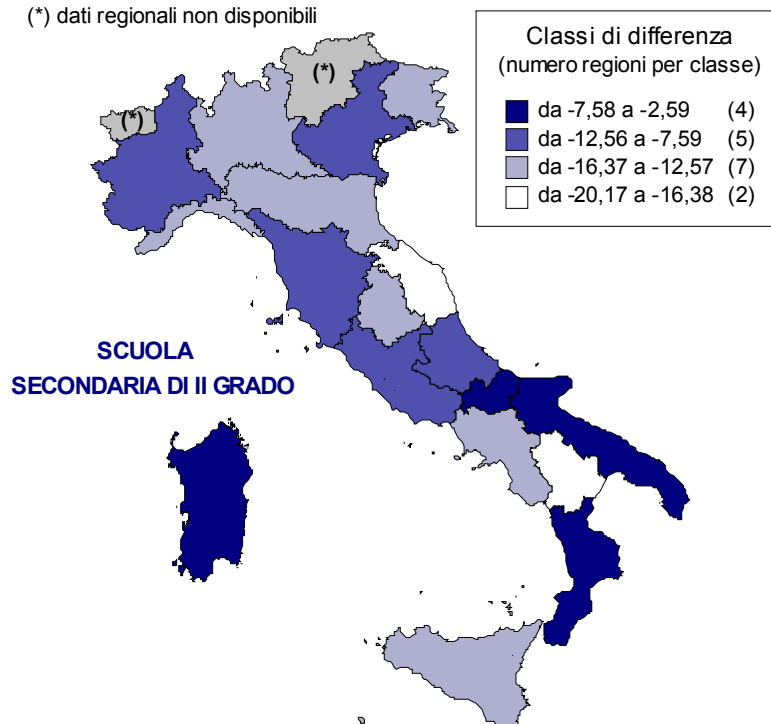 (*) dati regionali non disponibili
Classi di differenza
(numero regioni per classe)
da -7,58 a -2,59 (4)
da -12,56 a -7,59 (5)
da -16,37 a -12,57 (7)
da -20,17 a -16,38 (2)
(*)
(*)
SCUOLA
SECONDARIA DI II GRADO